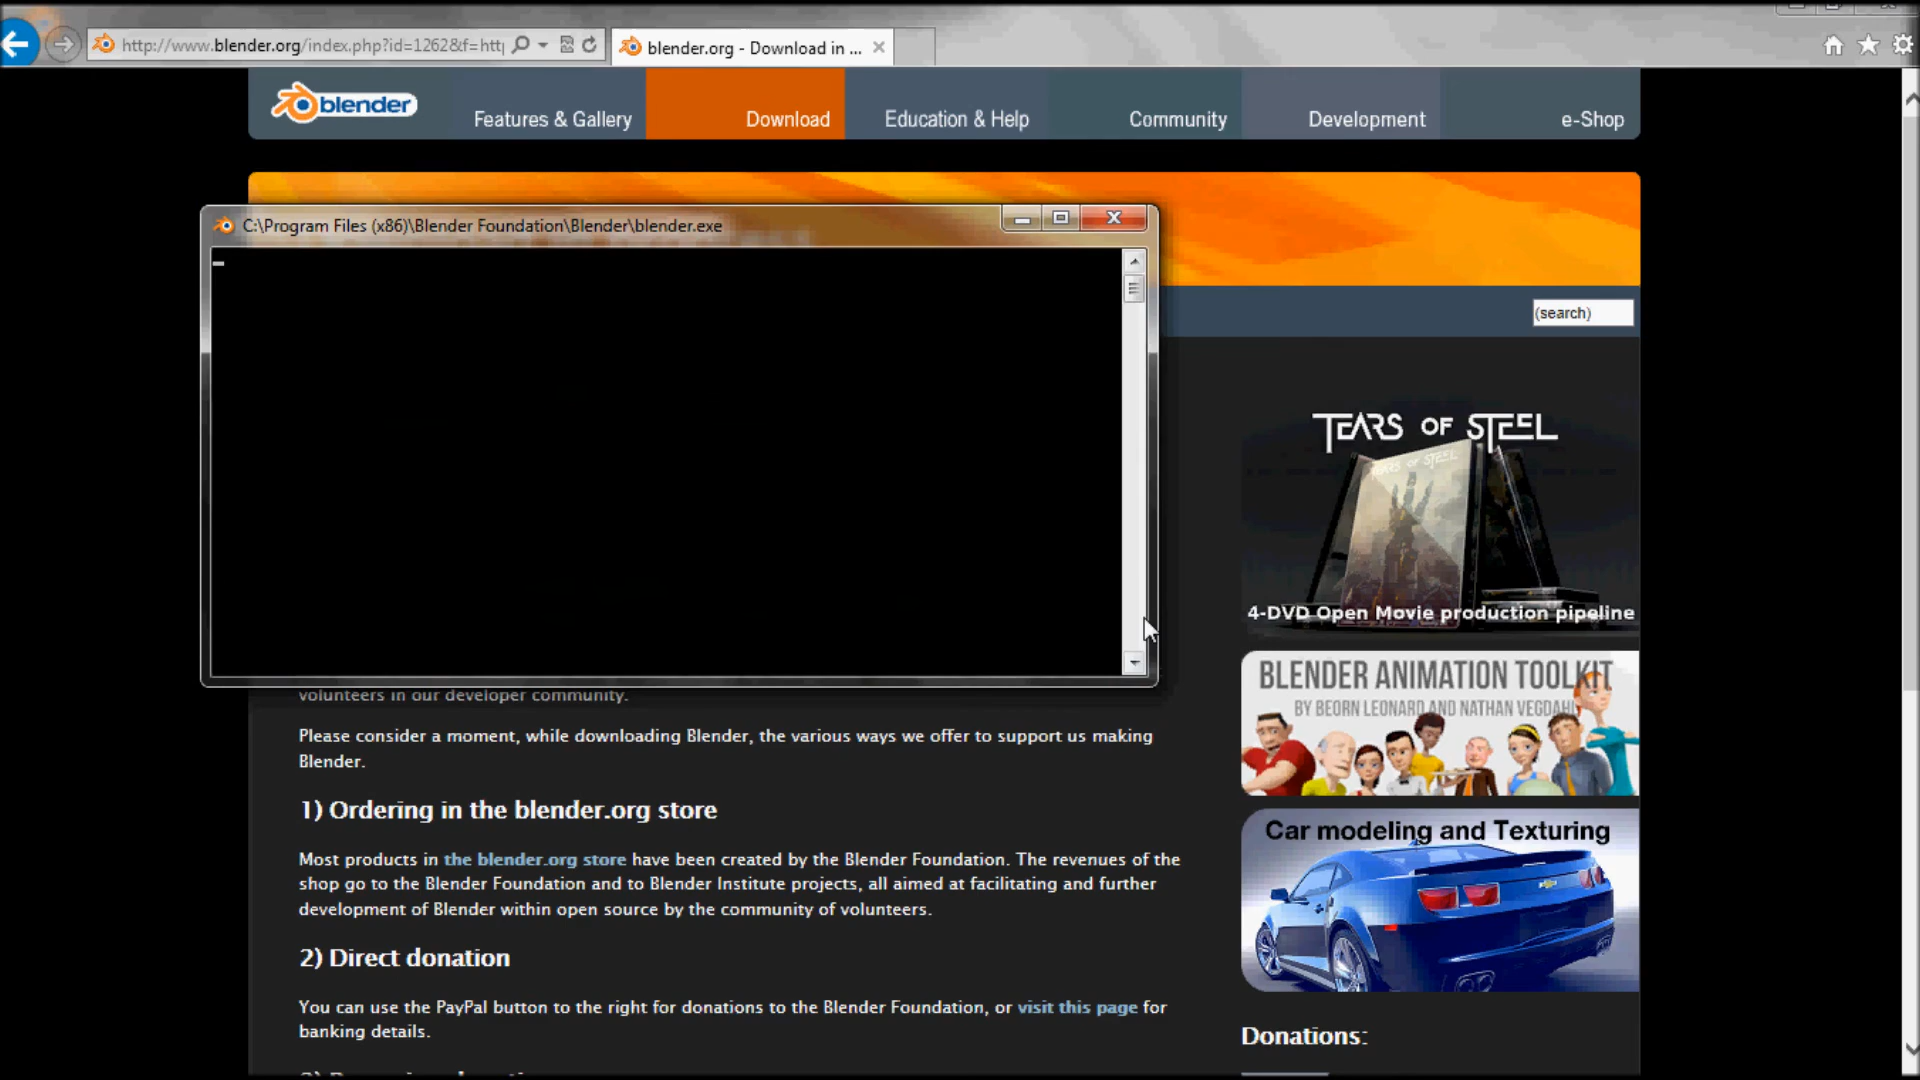 http://www.blender.org/index.php?id=1262&f=htt
blender.org - Download in ...
blender
Features & Gallery
Download
Education & Help
Community
Development
e-Shop
C:\Program Files (x86)\Blender Foundation\Blender\blender.exe
(search)
TEARS OF STEEL
TEARS OF STEEL
4-DVD Open Movie production pipeline
BLENDER ANIMATION TOOLKIT
BY BEORN LEONARD AND NATHAN VEGDAHL
Car modeling and Texturing
volunteers in our developer community.
Please consider a moment, while downloading Blender, the various ways we offer to support us making
Blender.
1) Ordering in the blender.org store
Most products in the blender.org store have been created by the Blender Foundation. The revenues of the
shop go to the Blender Foundation and to Blender Institute projects, all aimed at facilitating and further
development of Blender within open source by the community of volunteers.
2) Direct donation
You can use the PayPal button to the right for donations to the Blender Foundation, or visit this page for
banking details.
Donations: